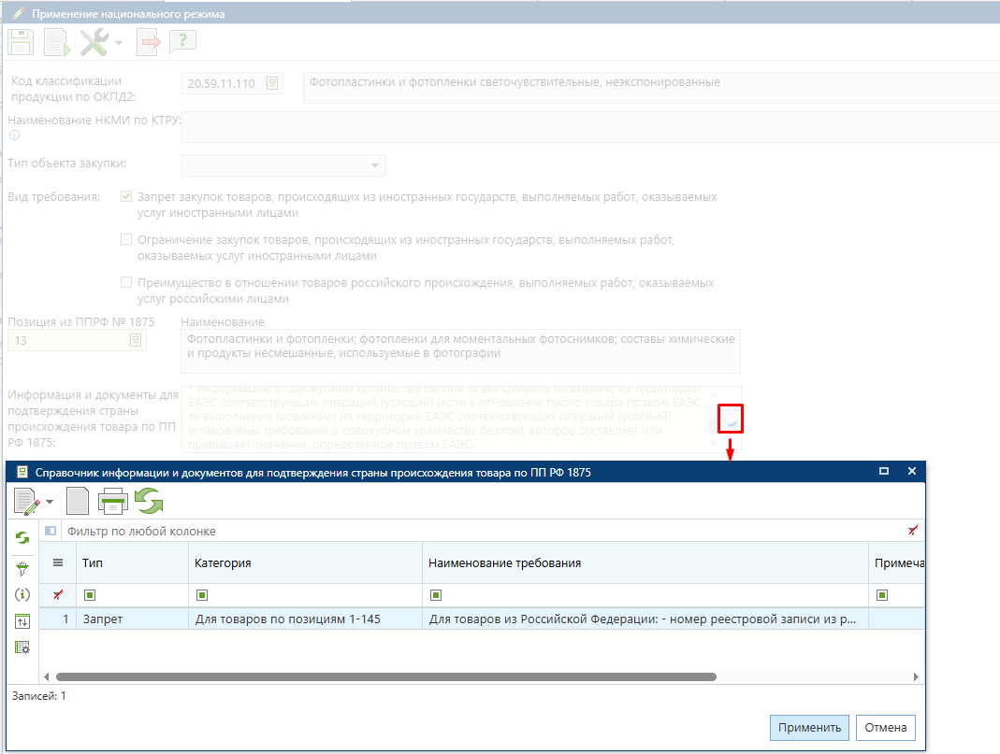 Применение национального режима
Код классификации
продукции по ОКПД2:
20.59.11.110
Фотопластинки и фотопленки светочувствительные, неэкспонированные
Наименование НКМИ по КТРУ:
Тип объекта закупки:
Вид требования:
Запрет закупок товаров, происходящих из иностранных государств, выполняемых работ, оказываемых
услуг иностранными лицами
Ограничение закупок товаров, происходящих из иностранных государств, выполняемых работ,
оказываемых услуг иностранными лицами
Преимущество в отношении товаров российского происхождения, выполняемых работ, оказываемых
услуг российскими лицами
Позиция из ППРФ № 1875
Наименование
13
Фотопластинки и фотопленки; фотопленки для моментальных фотоснимков; составы химические
и продукты несмешанные, используемые в фотографии
Информация и документы для
подтверждения страны
происхождения товара по ПП
РФ 1875:
- информацию о совокупном количестве баллов за выполнение (освоение) на территории
ЕАЭС соответствующих операций (условий) (если в отношении такого товара правом ЕАЭС
за выполнение (освоение) на территории ЕАЭС соответствующих операций (условий)
установлены требования о совокупном количестве баллов), которое составляет или
превышает значение, определенное правом ЕАЭС.
Справочник информации и документов для подтверждения страны происхождения товара по ПП РФ 1875
Фильтр по любой колонке
Тип
Категория
Наименование требования
Примеча
1
Запрет
Для товаров по позициям 1-145
Для товаров из Российской Федерации: - номер реестровой записи из р...
Записей: 1
Применить
Отмена